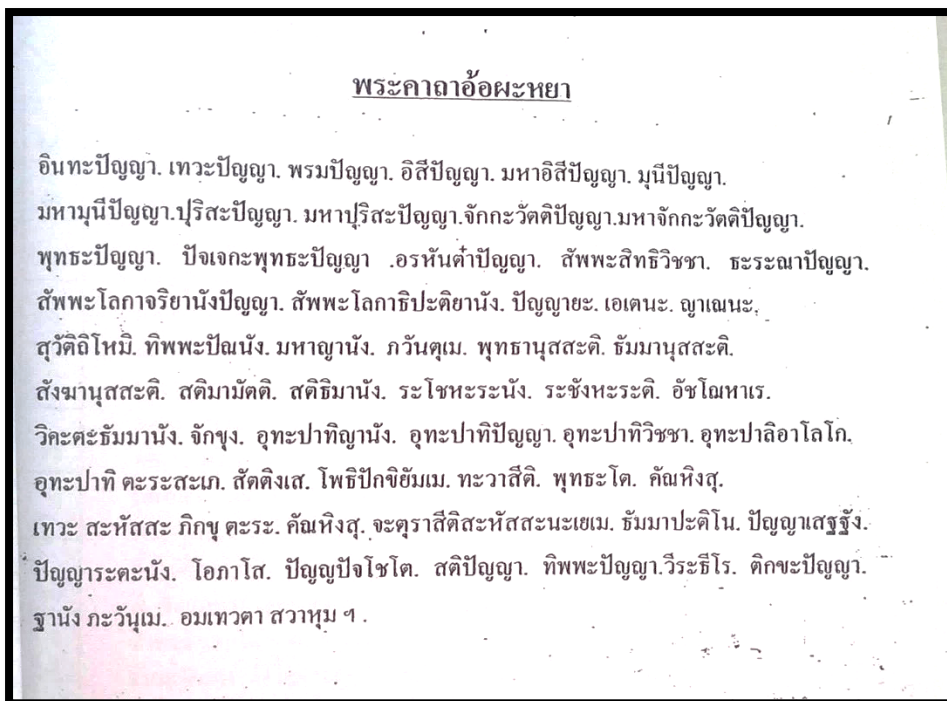 พระคาถาอ้อผะหยา
อินทะปัญญา. เทวะปัญญา. พรมปัญญา. อิสีปัญญา. มหาอิสีปัญญา. มุนีปัญญา.
มหามุนีปัญญา.ปุริสะปัญญา. มหาปุริสะปัญญา.จักกะวัตติปัญญา.มหาจักกะวัตติปัญญา.
พุทธะปัญญา. ปัจเจกะพุทธะปัญญา .อรหันต๋าปัญญา. สัพพะสิทธิวิชชา. ธะระณาปัญญา.
สัพพะโลกาจริยานังปัญญา. สัพพะโลกาธิปะติยานัง. ปัญญายะ. เอเตนะ. ญาเณนะ.
สุวัติถิโหมิ. ทิพพะปัณนัง. มหาญานัง. ภวันตุเม. พุทธานุสสะติ. ธัมมานุสสะติ.
สังฆานุสสะติ. สติมามัตติ. สติธิมานัง. ระโชหะระนัง. ระชังหะระติ. อัชโณหาเร.
วิคะตะธัมมานัง. จักขุง. อุทะปาทิญานัง. อุทะปาทิปัญญา. อุทะปาทิวิชชา. อุทะปาลิอาโลโก.
อุทะปาทิ ตะระสะเภ. สัตติงเส. โพธิปักขิยัมเม. ทะวาสีติ. พุทธะโต. คัณหิงสุ.
เทวะ สะหัสสะ ภิกขุ ตะระ. คัณหิงสุ. จะตุราสีติสะหัสสะนะเยเม. ธัมมาปะติโน. ปัญญาเสฐฐัง.
ปัญญาระตะนัง. โอภาโส. ปัญญปัจโชโต. สติปัญญา. ทิพพะปัญญา.วีระธีโร. ติกขะปัญญา.
ฐานัง ภะวันุเม. อมเทวตา สวาหุม ฯ .